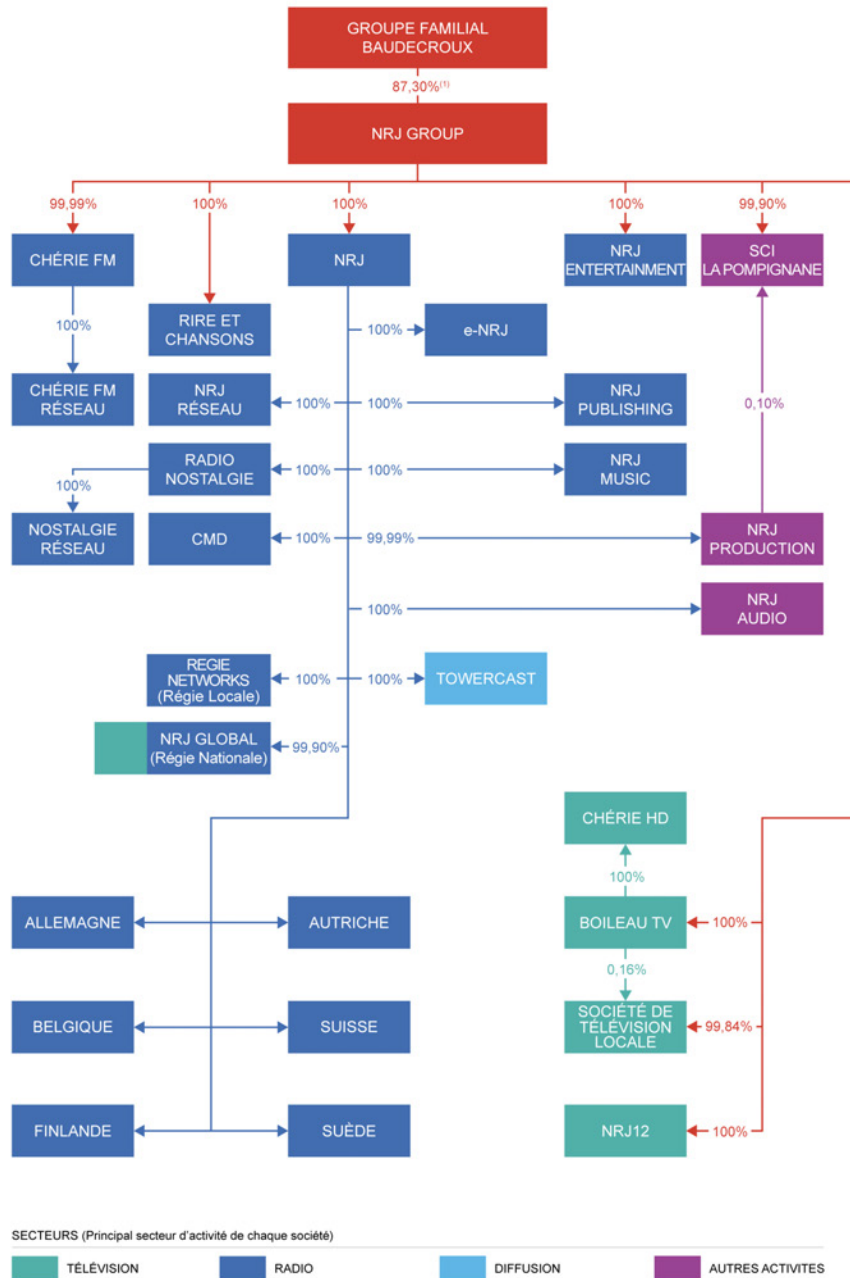 GROUPE FAMILIAL
BAUDECROUX
87,30%(1)
NRJ GROUP
99,99%
100%
100%
100%
99,90%
CHÉRIE FM
NRJ
NRJ
ENTERTAINMENT
SCI
LA POMPIGNANE
100%
RIRE ET
CHANSONS
100%
e-NRJ
CHÉRIE FM
RÉSEAU
NRJ
RÉSEAU
100%
100%
NRJ
PUBLISHING
0,10%
RADIO
NOSTALGIE
100%
100%
NRJ
MUSIC
100%
NOSTALGIE
RÉSEAU
CMD
100%
99,99%
NRJ
PRODUCTION
100%
NRJ
AUDIO
REGIE
NETWORKS
(Régie Locale)
100%
100%
TOWERCAST
NRJ GLOBAL
(Régie Nationale)
99,90%
CHÉRIE HD
100%
ALLEMAGNE
AUTRICHE
BOILEAU TV
100%
0,16%
BELGIQUE
SUISSE
SOCIÉTÉ DE
TÉLÉVISION
LOCALE
99,84%
FINLANDE
SUÈDE
NRJ12
100%
SECTEURS (Principal secteur d'activité de chaque société)
TÉLÉVISION
RADIO
DIFFUSION
AUTRES ACTIVITES